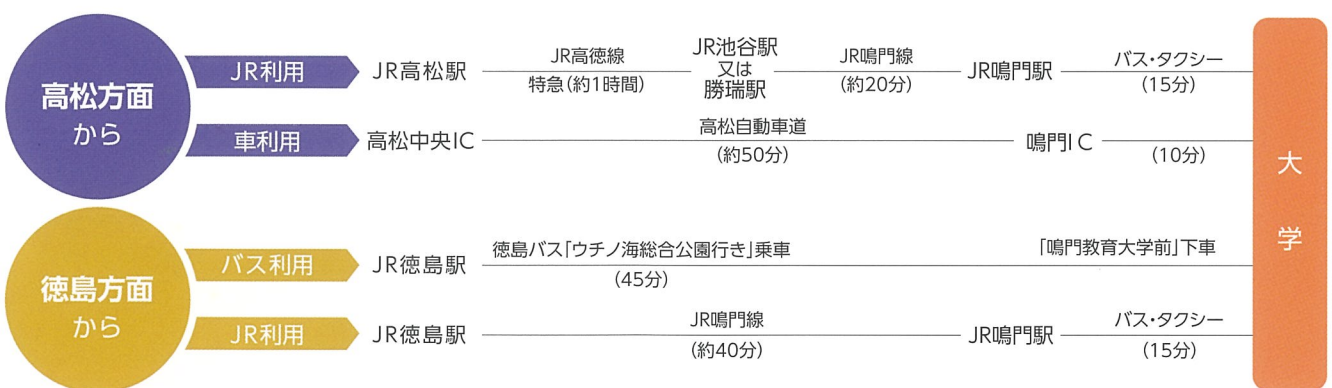 高松方面
から
JR利用
JR高松駅
JR高徳線
特急(約1時間)
JR池谷駅
又は
勝瑞駅
JR鳴門線
(約20分)
JR鳴門駅
バス・タクシー
(15分)
車利用
高松中央IC
高松自動車道
(約50分)
鳴門IC
(10分)
徳島方面
から
バス利用
JR徳島駅
徳島バス「ウチノ海総合公園行き」乗車
(45分)
「鳴門教育大学前」下車
JR利用
JR徳島駅
JR鳴門線
(約40分)
JR鳴門駅
バス・タクシー
(15分)
大学